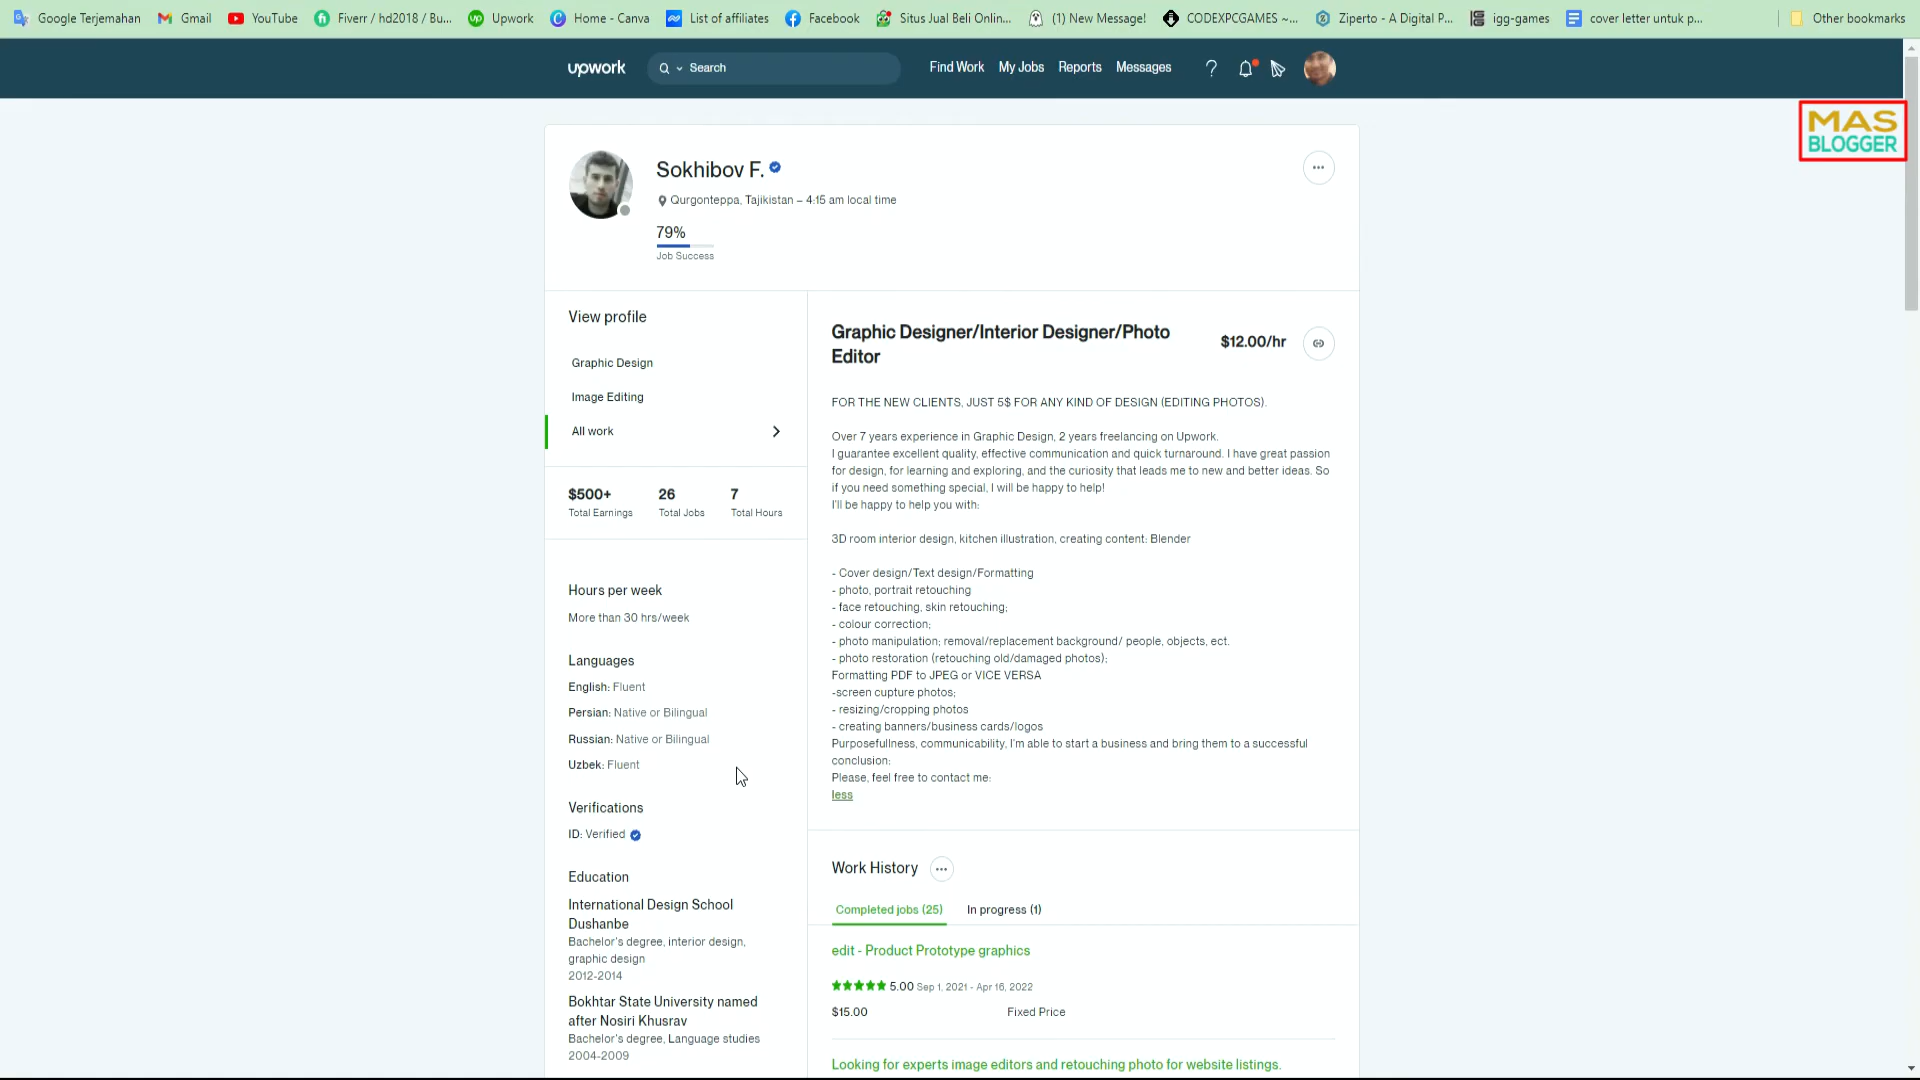 Google Terjemahan
Gmail
YouTube
Fiverr / hd2018 / Bu...
Upwork
Home - Canva
List of affiliates
Facebook
Situs Jual Beli Onlin...
(1) New Message!
CODEXPCGAMES ~...
Ziperto - A Digital P...
igg-games
cover letter untuk p...
Other bookmarks
upwork
Search
Find Work
My Jobs
Reports
Messages
MAS
BLOGGER
Sokhibov F.
Qurgonteppa, Tajikistan – 4:15 am local time
79%
Job Success
View profile
Graphic Design
Image Editing
All work
$500+
Total Earnings
26
Total Jobs
7
Total Hours
Hours per week
More than 30 hrs/week
Languages
English: Fluent
Persian: Native or Bilingual
Russian: Native or Bilingual
Uzbek: Fluent
Verifications
ID: Verified
Education
International Design School
Dushanbe
Bachelor's degree, interior design,
graphic design
2012-2014
Bokhtar State University named
after Nosiri Khusrav
Bachelor's degree, Language studies
2004-2009
Graphic Designer/Interior Designer/Photo
Editor
$12.00/hr
FOR THE NEW CLIENTS, JUST 5$ FOR ANY KIND OF DESIGN (EDITING PHOTOS).
Over 7 years experience in Graphic Design, 2 years freelancing on Upwork.
I guarantee excellent quality, effective communication and quick turnaround. I have great passion
for design, for learning and exploring, and the curiosity that leads me to new and better ideas. So
if you need something special, I will be happy to help!
I'll be happy to help you with:
3D room interior design, kitchen illustration, creating content: Blender
- Cover design/Text design/Formatting
- photo, portrait retouching
- face retouching, skin retouching;
- colour correction;
- photo manipulation; removal/replacement background/ people, objects, ect.
- photo restoration (retouching old/damaged photos);
Formatting PDF to JPEG or VICE VERSA
-screen cupture photos;
- resizing/cropping photos
- creating banners/business cards/logos
Purposefullness, communicability, I'm able to start a business and bring them to a successful
conclusion:
Please, feel free to contact me:
less
Work History
Completed jobs (25)
In progress (1)
edit - Product Prototype graphics
5.00 Sep 1, 2021 - Apr 16, 2022
$15.00
Fixed Price
Looking for experts image editors and retouching photo for website listings.